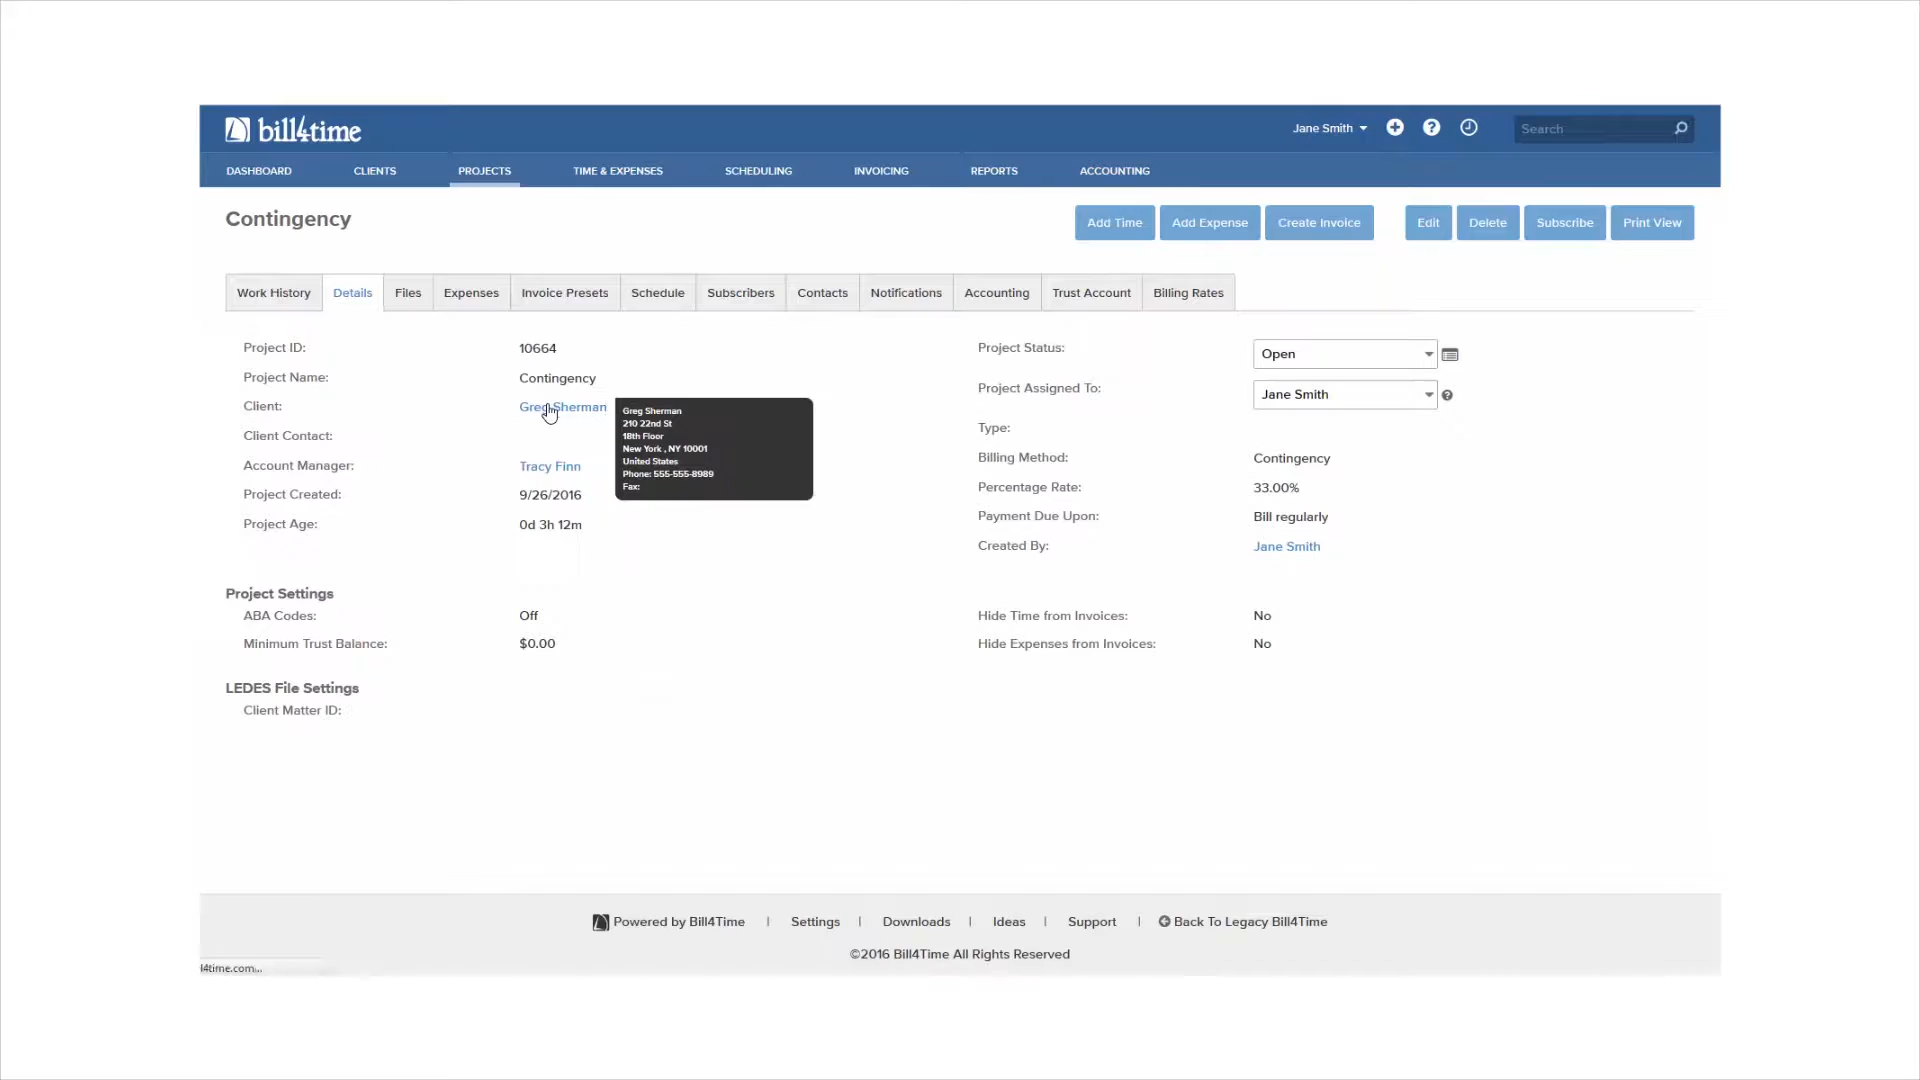 bill4time
Jane Smith
Search
DASHBOARD CLIENTS PROJECTS TIME & EXPENSES SCHEDULING INVOICING REPORTS ACCOUNTING
Contingency
Add Time Add Expense Create Invoice Edit Delete Subscribe Print View
Work History Details Files Expenses Invoice Presets Schedule Subscribers Contacts Notifications Accounting Trust Account Billing Rates
Project ID: 10664
Project Name: Contingency
Client: Greg Sherman
Greg Sherman
210 22nd St
18th Floor
New York , NY 10001
United States
Phone: 555-555-8989
Fax:
Client Contact:
Account Manager: Tracy Finn
Project Created: 9/26/2016
Project Age: 0d 3h 12m
Project Status: Open
Project Assigned To: Jane Smith
Type:
Billing Method: Contingency
Percentage Rate: 33.00%
Payment Due Upon: Bill regularly
Created By: Jane Smith
Project Settings
ABA Codes: Off
Minimum Trust Balance: $0.00
Hide Time from Invoices: No
Hide Expenses from Invoices: No
LEDES File Settings
Client Matter ID:
Powered by Bill4Time | Settings | Downloads | Ideas | Support | Back To Legacy Bill4Time
©2016 Bill4Time All Rights Reserved
l4time.com...